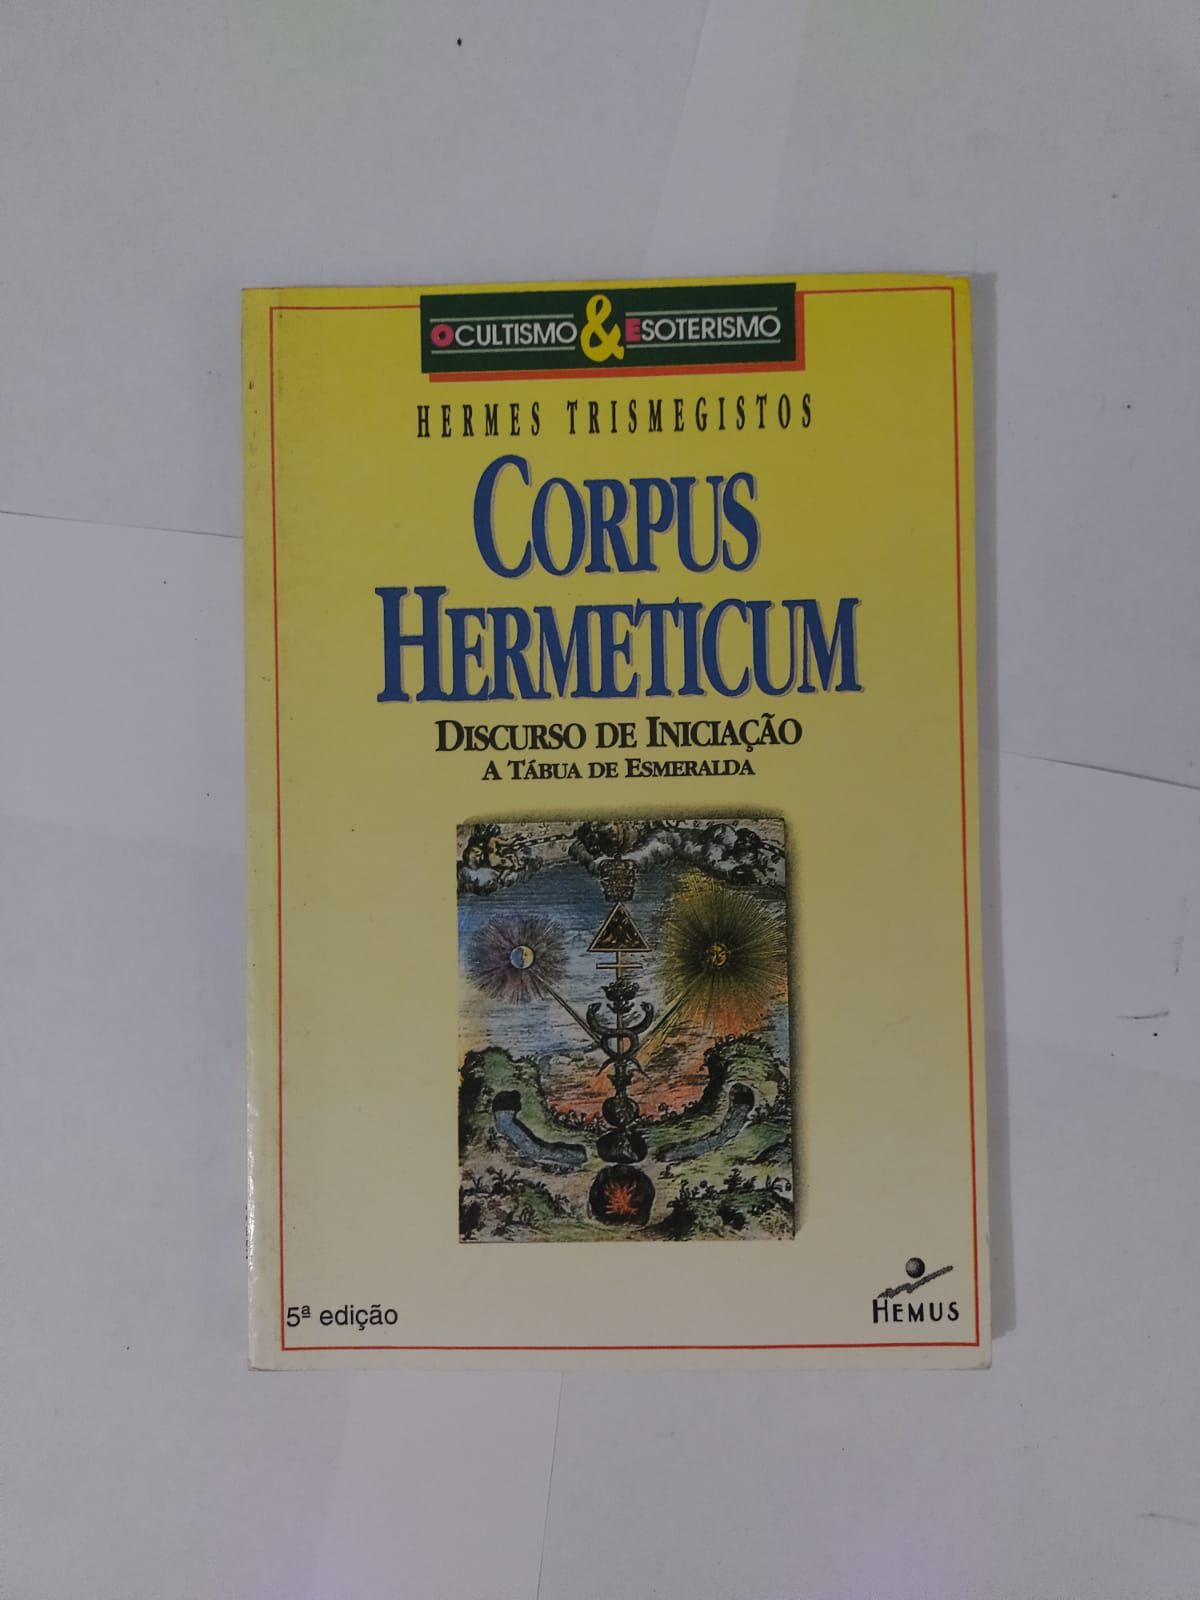 OCULTISMO & ESOTERISMO
HERMES TRISMEGISTOS
CORPUS
HERMETICUM
DISCURSO DE INICIAÇÃO
A TÁBUA DE ESMERALDA
5ª edição
HEMUS